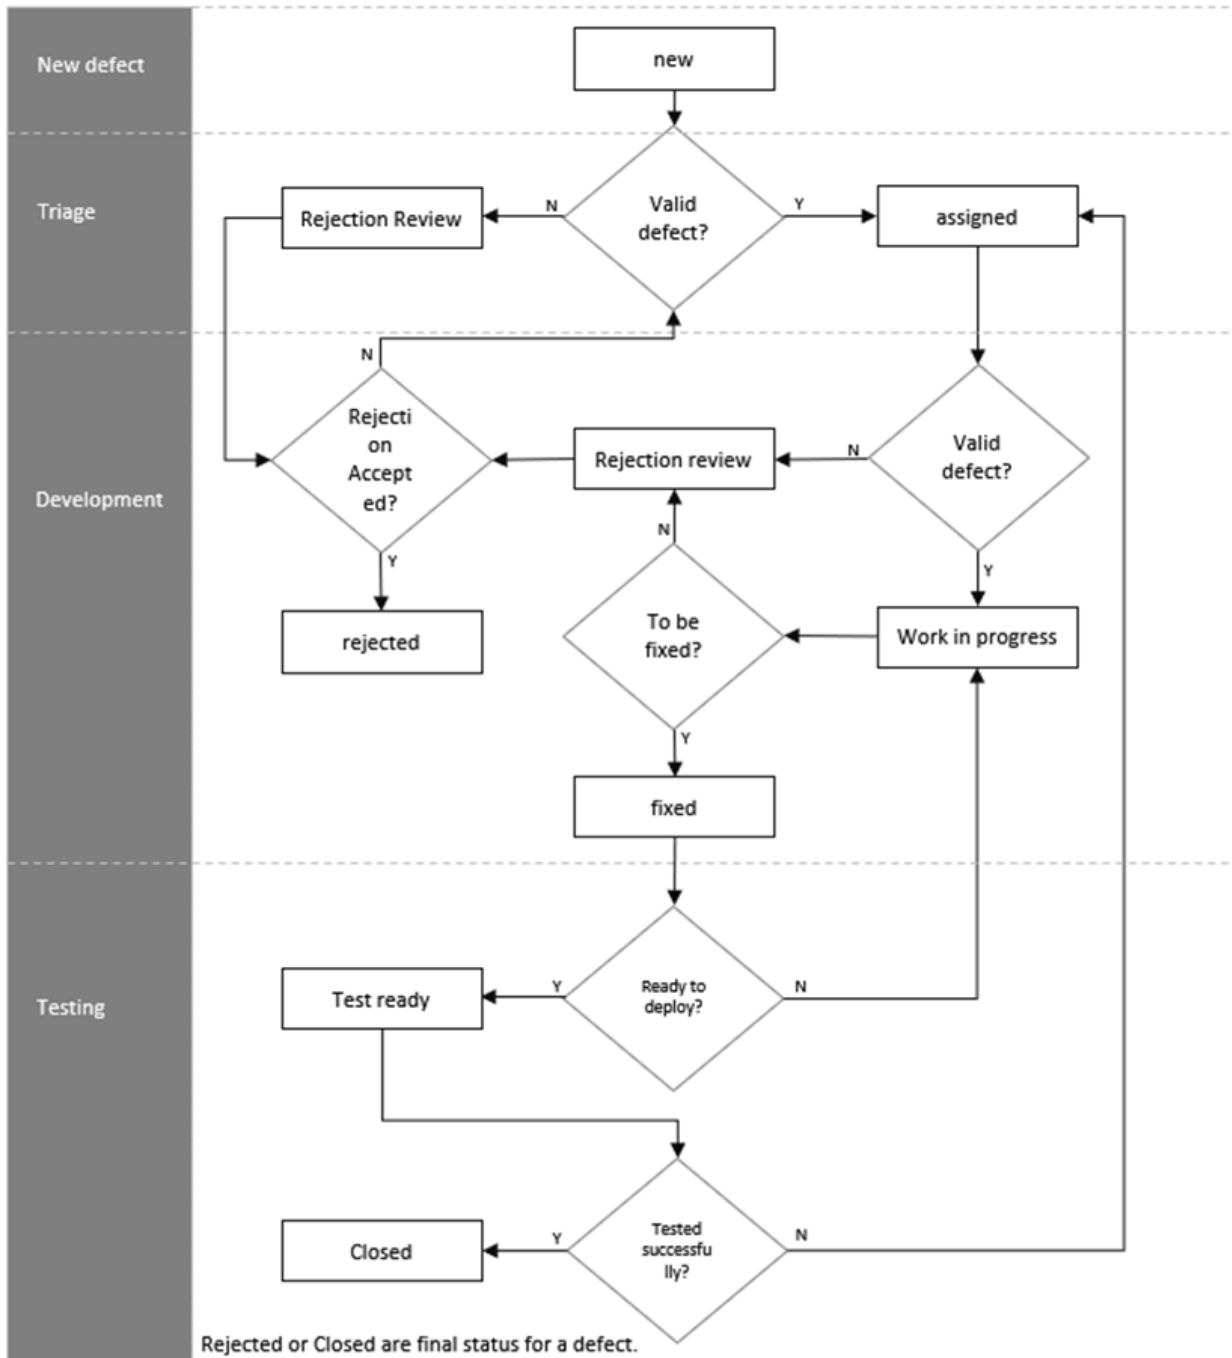 New defect
new
Triage
Rejection Review
N
Valid
defect?
Y
assigned
N
Development
Rejecti
on
Accept
ed?
Rejection review
N
Valid
defect?
Y
N
Y
rejected
To be
fixed?
Work in progress
Y
fixed
Testing
Test ready
Y
Ready to
deploy?
N
Closed
Y
Tested
successfu
lly?
N
Rejected or Closed are final status for a defect.